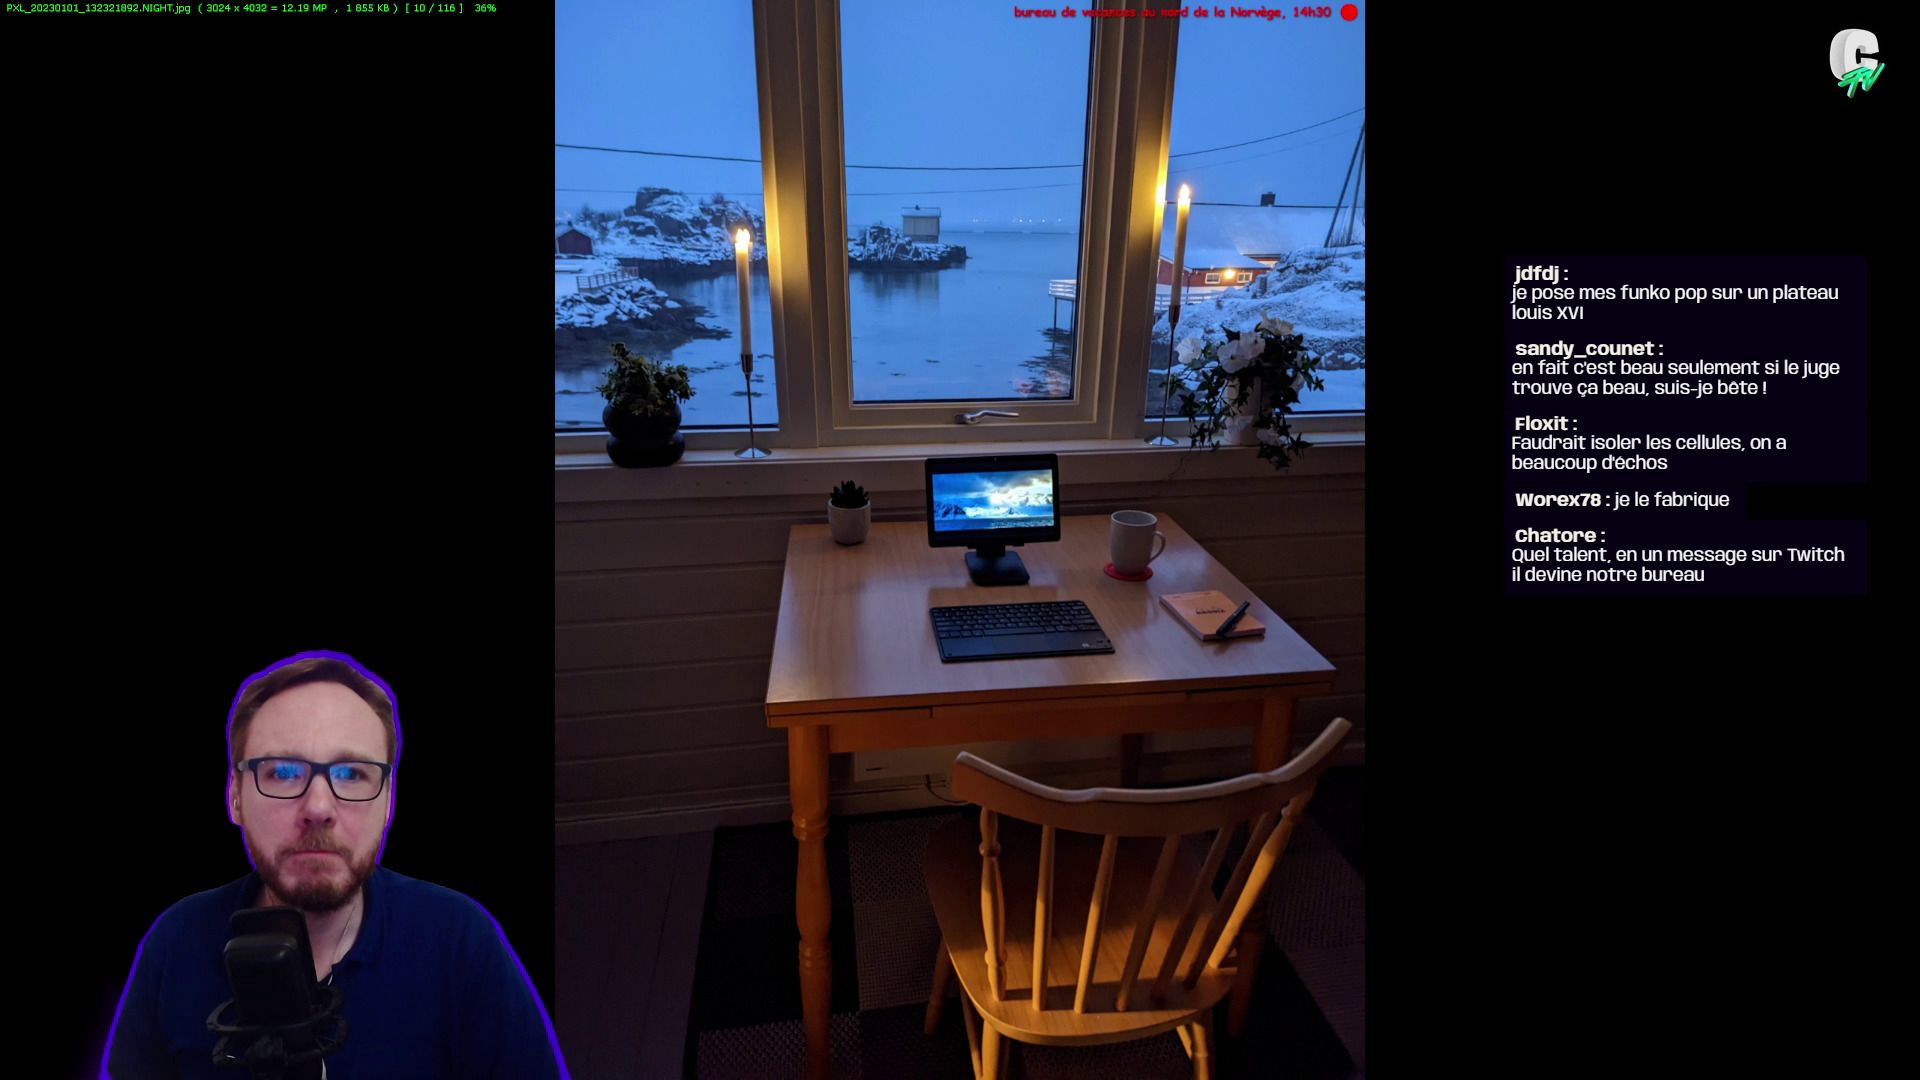 PXL_20230101_132321892.NIGHT.jpg ( 3024 x 4032 = 12.19 MP , 1 855 KB ) [ 10 / 116 ] 36%
bureau de vacances au nord de la Norvège, 14h30
C
TV
jdfdj :
je pose mes funko pop sur un plateau
louis XVI
sandy_counet :
en fait c'est beau seulement si le juge
trouve ça beau, suis-je bête !
Floxit :
Faudrait isoler les cellules, on a
beaucoup d'échos
Worex78 : je le fabrique
Chatore :
Quel talent, en un message sur Twitch
il devine notre bureau